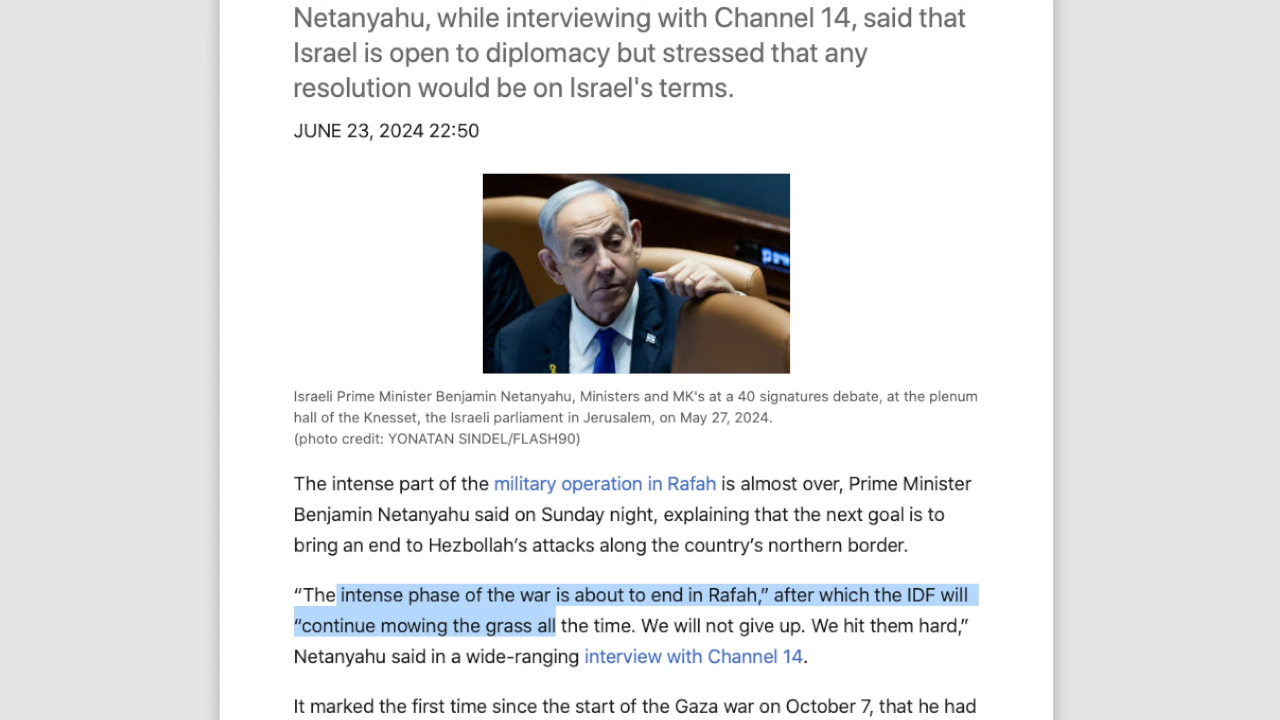 Netanyahu, while interviewing with Channel 14, said that
Israel is open to diplomacy but stressed that any
resolution would be on Israel's terms.
JUNE 23, 2024 22:50
Israeli Prime Minister Benjamin Netanyahu, Ministers and MK's at a 40 signatures debate, at the plenum
hall of the Knesset, the Israeli parliament in Jerusalem, on May 27, 2024.
(photo credit: YONATAN SINDEL/FLASH90)
The intense part of the military operation in Rafah is almost over, Prime Minister
Benjamin Netanyahu said on Sunday night, explaining that the next goal is to
bring an end to Hezbollah’s attacks along the country’s northern border.
“The intense phase of the war is about to end in Rafah,” after which the IDF will
“continue mowing the grass all the time. We will not give up. We hit them hard,”
Netanyahu said in a wide-ranging interview with Channel 14.
It marked the first time since the start of the Gaza war on October 7, that he had